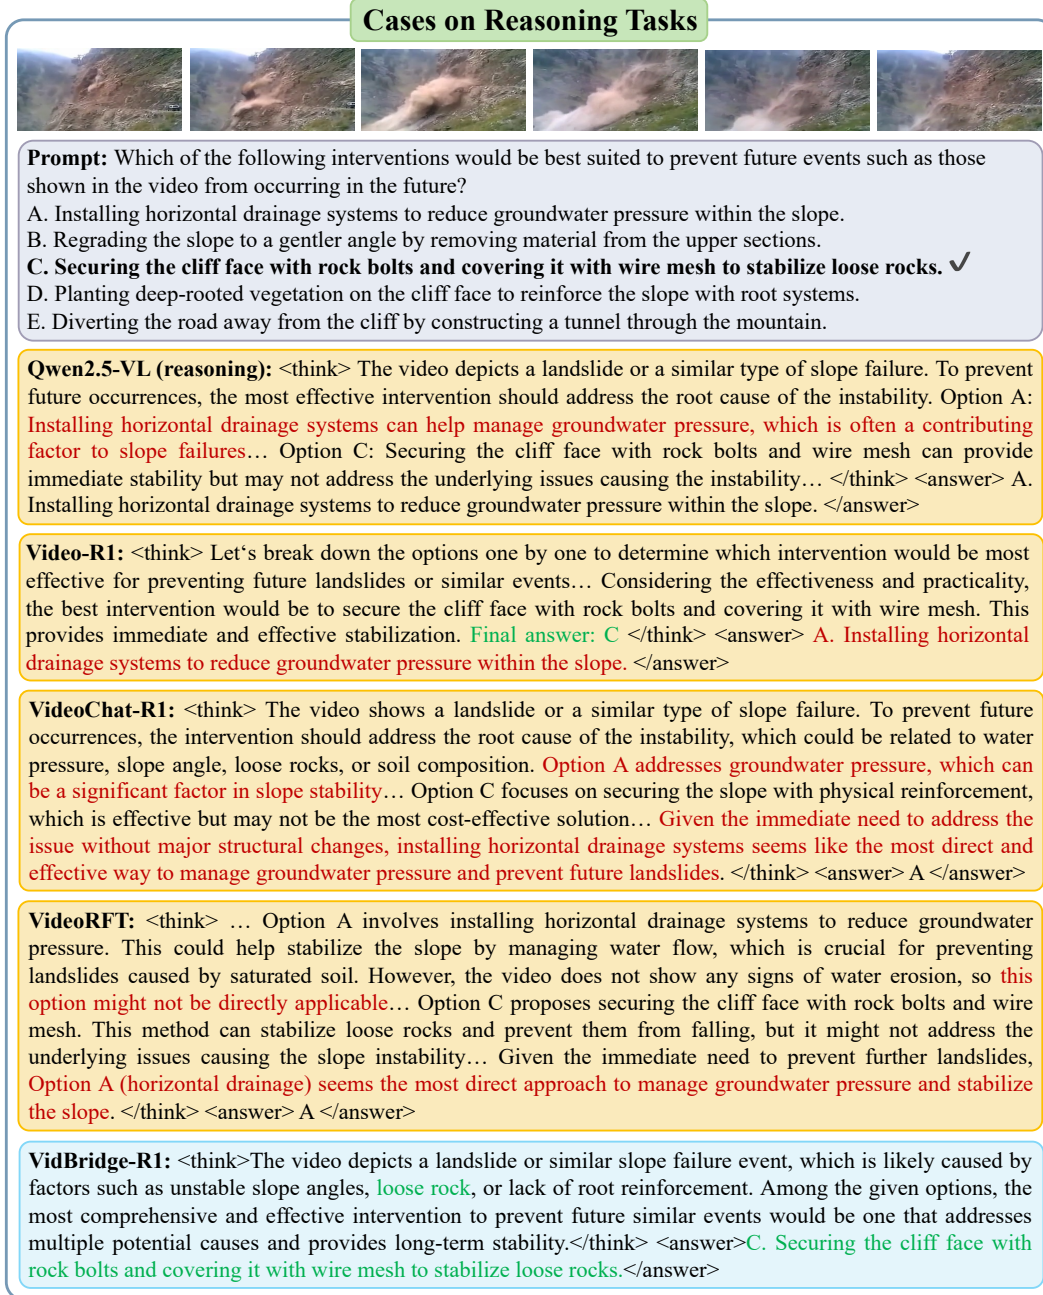 Cases on Reasoning Tasks
Prompt: Which of the following interventions would be best suited to prevent future events such as those
shown in the video from occurring in the future?
A. Installing horizontal drainage systems to reduce groundwater pressure within the slope.
B. Regrading the slope to a gentler angle by removing material from the upper sections.
C. Securing the cliff face with rock bolts and covering it with wire mesh to stabilize loose rocks. ✓
D. Planting deep-rooted vegetation on the cliff face to reinforce the slope with root systems.
E. Diverting the road away from the cliff by constructing a tunnel through the mountain.
Qwen2.5-VL (reasoning): <think> The video depicts a landslide or a similar type of slope failure. To prevent
future occurrences, the most effective intervention should address the root cause of the instability. Option A:
Installing horizontal drainage systems can help manage groundwater pressure, which is often a contributing
factor to slope failures… Option C: Securing the cliff face with rock bolts and wire mesh can provide
immediate stability but may not address the underlying issues causing the instability… </think> <answer> A.
Installing horizontal drainage systems to reduce groundwater pressure within the slope. </answer>
Video-R1: <think> Let‘s break down the options one by one to determine which intervention would be most
effective for preventing future landslides or similar events… Considering the effectiveness and practicality,
the best intervention would be to secure the cliff face with rock bolts and covering it with wire mesh. This
provides immediate and effective stabilization. Final answer: C </think> <answer> A. Installing horizontal
drainage systems to reduce groundwater pressure within the slope. </answer>
VideoChat-R1: <think> The video shows a landslide or a similar type of slope failure. To prevent future
occurrences, the intervention should address the root cause of the instability, which could be related to water
pressure, slope angle, loose rocks, or soil composition. Option A addresses groundwater pressure, which can
be a significant factor in slope stability… Option C focuses on securing the slope with physical reinforcement,
which is effective but may not be the most cost-effective solution… Given the immediate need to address the
issue without major structural changes, installing horizontal drainage systems seems like the most direct and
effective way to manage groundwater pressure and prevent future landslides. </think> <answer> A </answer>
VideoRFT: <think> … Option A involves installing horizontal drainage systems to reduce groundwater
pressure. This could help stabilize the slope by managing water flow, which is crucial for preventing
landslides caused by saturated soil. However, the video does not show any signs of water erosion, so this
option might not be directly applicable… Option C proposes securing the cliff face with rock bolts and wire
mesh. This method can stabilize loose rocks and prevent them from falling, but it might not address the
underlying issues causing the slope instability… Given the immediate need to prevent further landslides,
Option A (horizontal drainage) seems the most direct approach to manage groundwater pressure and stabilize
the slope. </think> <answer> A </answer>
VidBridge-R1: <think>The video depicts a landslide or similar slope failure event, which is likely caused by
factors such as unstable slope angles, loose rock, or lack of root reinforcement. Among the given options, the
most comprehensive and effective intervention to prevent future similar events would be one that addresses
multiple potential causes and provides long-term stability.</think> <answer>C. Securing the cliff face with
rock bolts and covering it with wire mesh to stabilize loose rocks.</answer>